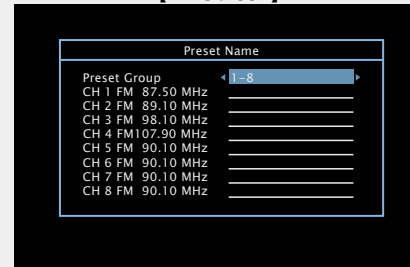 Preset Name
Preset Group 1–8
CH 1 FM 87.50 MHz
CH 2 FM 89.10 MHz
CH 3 FM 98.10 MHz
CH 4 FM107.90 MHz
CH 5 FM 90.10 MHz
CH 6 FM 90.10 MHz
CH 7 FM 90.10 MHz
CH 8 FM 90.10 MHz